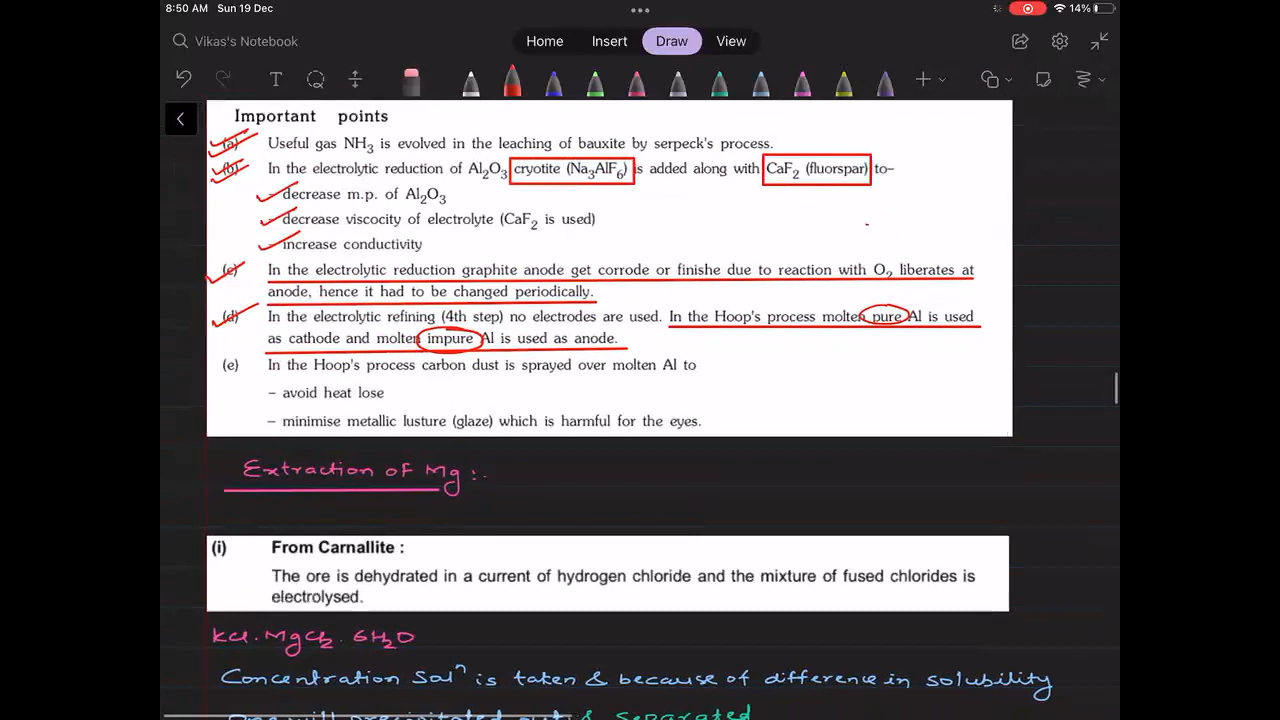 8:50 AM Sun 19 Dec
14%
Vikas's Notebook
Home Insert Draw View
Important points
(a) Useful gas NH3 is evolved in the leaching of bauxite by serpeck's process.
(b) In the electrolytic reduction of Al2O3 cryotite (Na3AlF6) is added along with CaF2 (fluorspar) to–
– decrease m.p. of Al2O3
– decrease viscocity of electrolyte (CaF2 is used)
– increase conductivity
(c) In the electrolytic reduction graphite anode get corrode or finishe due to reaction with O2 liberates at
anode, hence it had to be changed periodically.
(d) In the electrolytic refining (4th step) no electrodes are used. In the Hoop's process molten pure Al is used
as cathode and molten impure Al is used as anode.
(e) In the Hoop's process carbon dust is sprayed over molten Al to
– avoid heat lose
– minimise metallic lusture (glaze) which is harmful for the eyes.
Extraction of Mg :-
(i) From Carnallite :
The ore is dehydrated in a current of hydrogen chloride and the mixture of fused chlorides is
electrolysed.
KCl. MgCl2. 6H2O
Concentration Solⁿ is taken & because of difference in solubility
One will precipitated out & separated